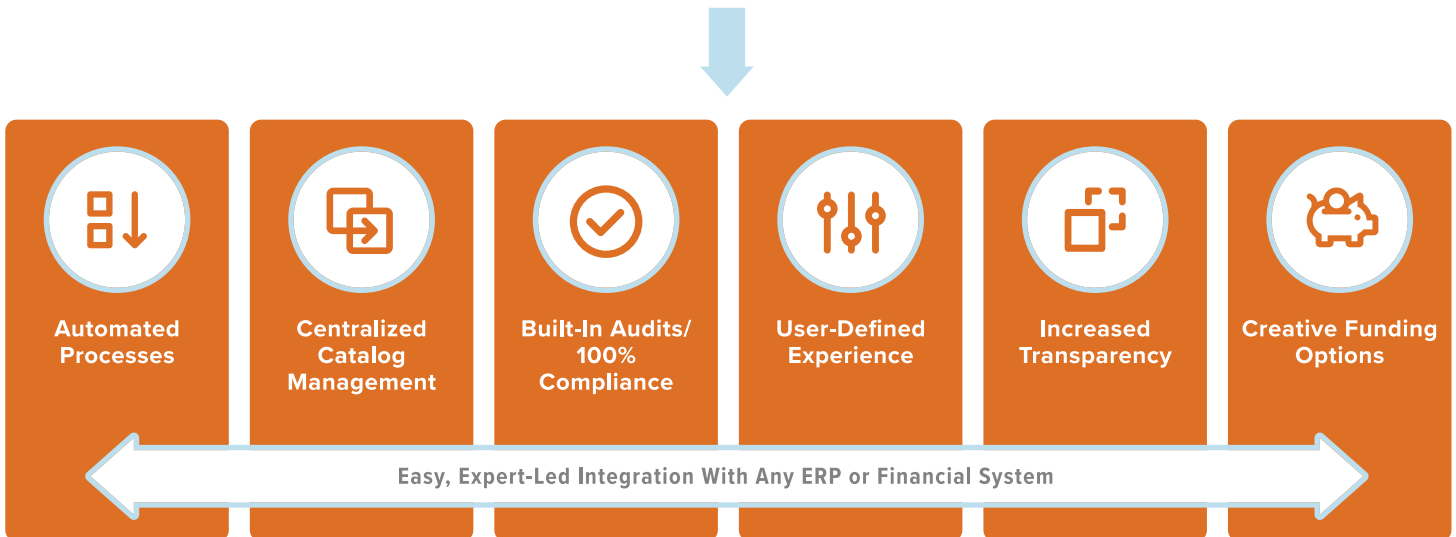 Automated
Processes
Centralized
Catalog
Management
Built-In Audits/
100%
Compliance
User-Defined
Experience
Increased
Transparency
Creative Funding
Options
Easy, Expert-Led Integration With Any ERP or Financial System